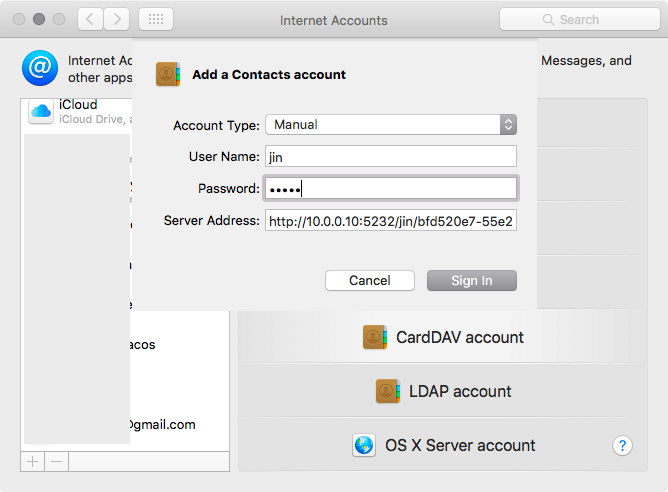 Internet Accounts
Search
Internet Ac
Messages, and
other apps
Add a Contacts account
iCloud
iCloud Drive, a
Account Type: Manual
User Name: jin
Password: •••••
Server Address: http://10.0.0.10:5232/jin/bfd520e7-55e2
Cancel
Sign In
CardDAV account
acos
LDAP account
@gmail.com
OS X Server account
?